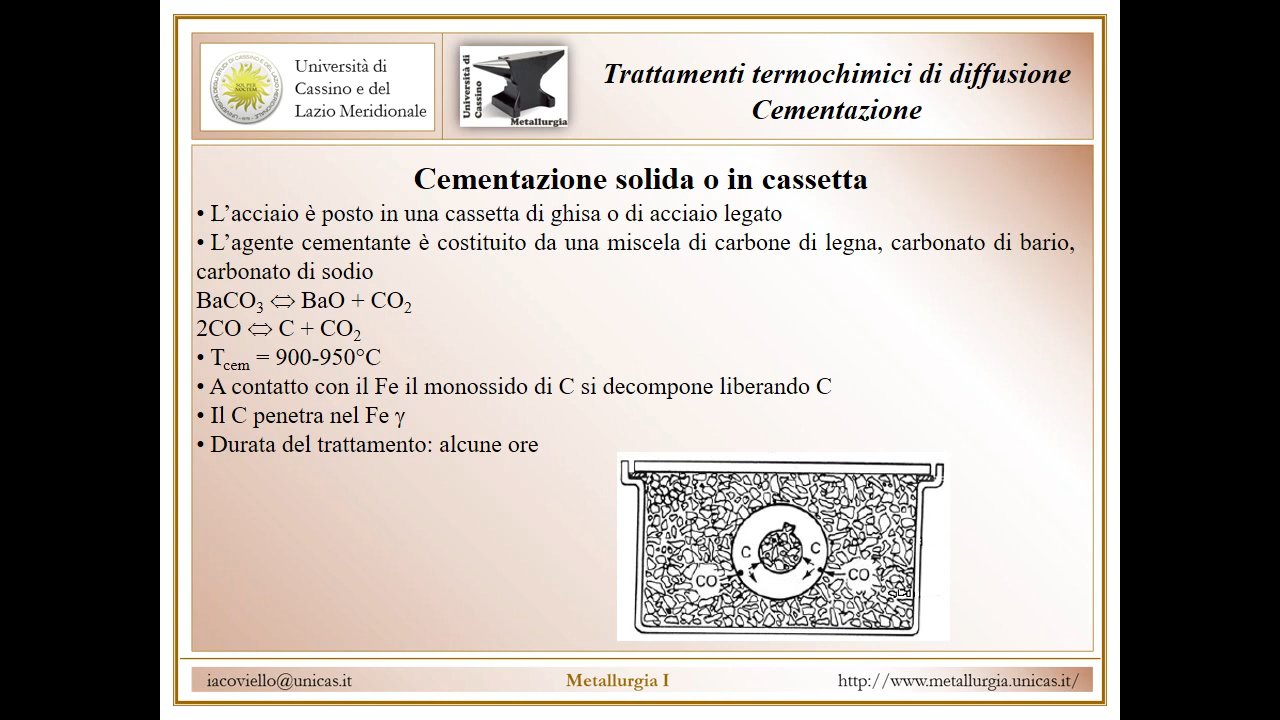 Università di
Cassino e del
Lazio Meridionale
Università di
Cassino
Metallurgia
Trattamenti termochimici di diffusione
Cementazione
Cementazione solida o in cassetta
• L’acciaio è posto in una cassetta di ghisa o di acciaio legato
• L’agente cementante è costituito da una miscela di carbone di legna, carbonato di bario,
carbonato di sodio
BaCO₃ ⇔ BaO + CO₂
2CO ⇔ C + CO₂
• Tcem = 900-950°C
• A contatto con il Fe il monossido di C si decompone liberando C
• Il C penetra nel Fe γ
• Durata del trattamento: alcune ore
C
C
CO
CO
iacoviello@unicas.it
Metallurgia I
http://www.metallurgia.unicas.it/